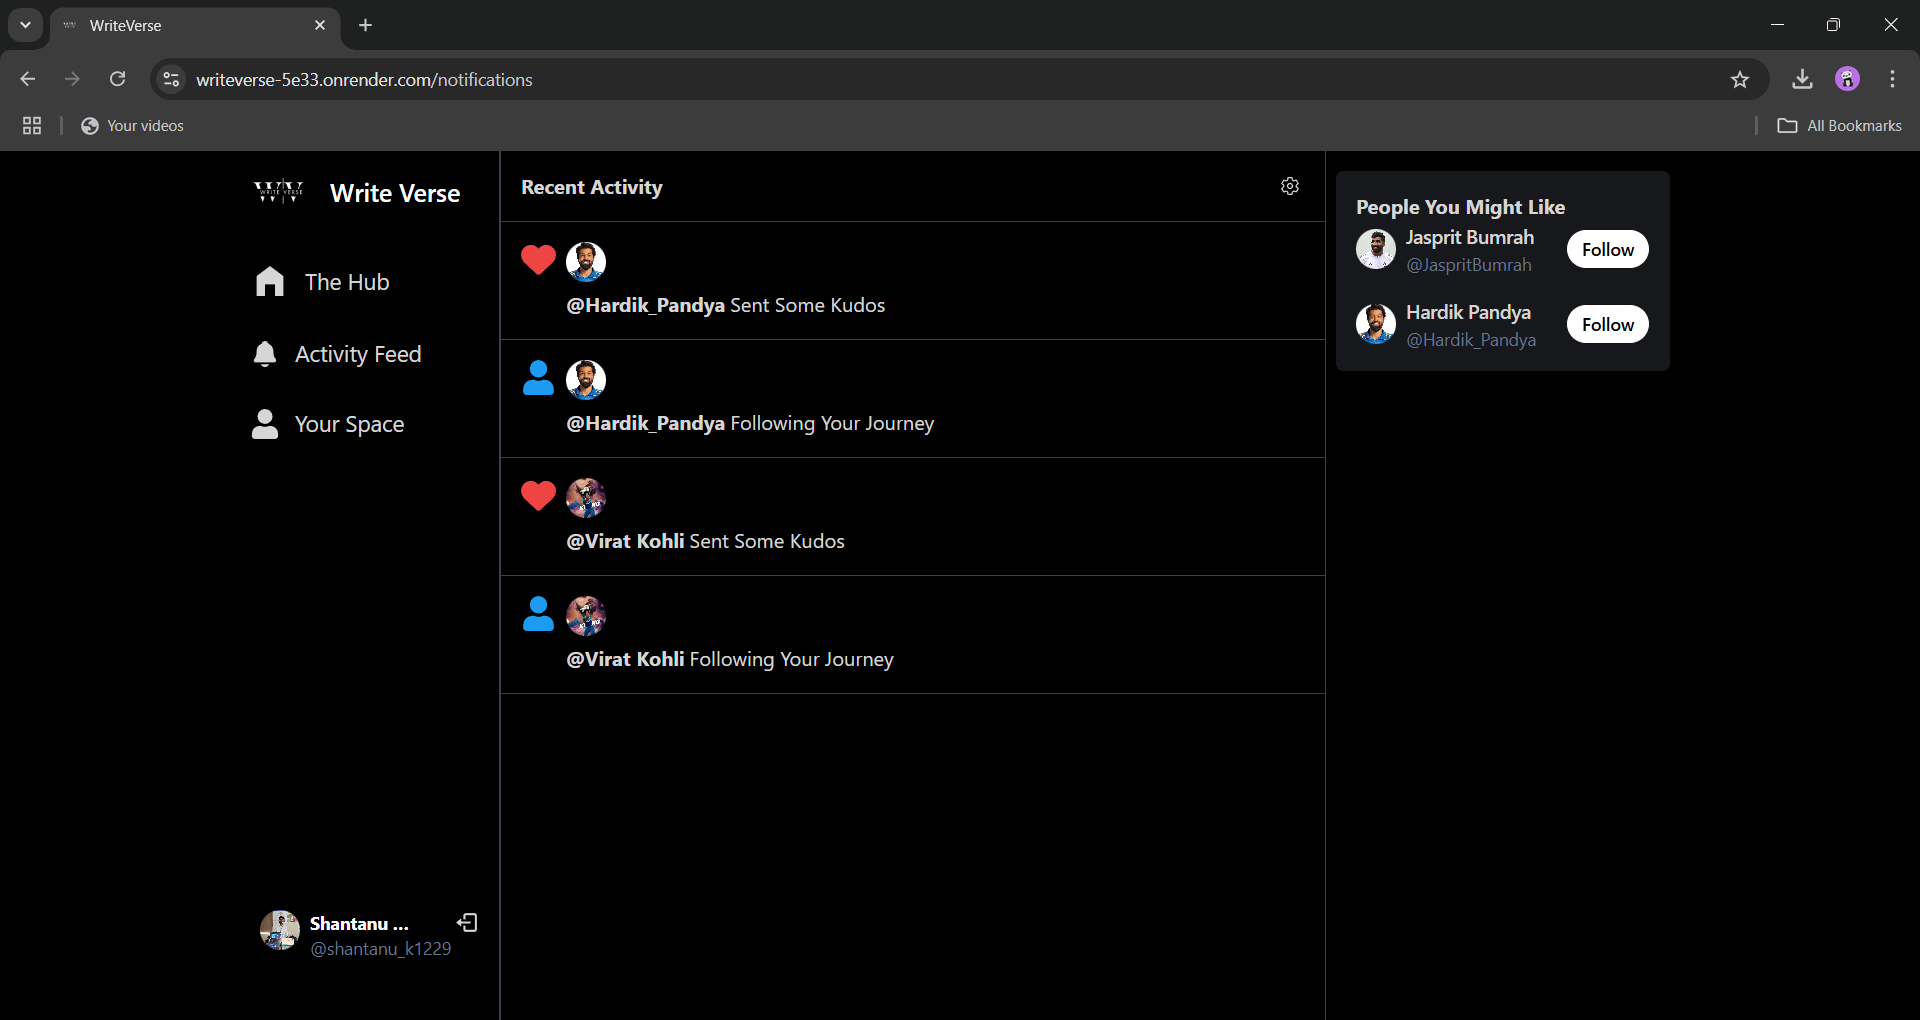 WriteVerse
writeverse-5e33.onrender.com/notifications
Your videos
All Bookmarks
WRITE VERSE
Write Verse
The Hub
Activity Feed
Your Space
Shantanu ...
@shantanu_k1229
Recent Activity
@Hardik_Pandya Sent Some Kudos
@Hardik_Pandya Following Your Journey
@Virat Kohli Sent Some Kudos
@Virat Kohli Following Your Journey
People You Might Like
Jasprit Bumrah
@JaspritBumrah
Follow
Hardik Pandya
@Hardik_Pandya
Follow